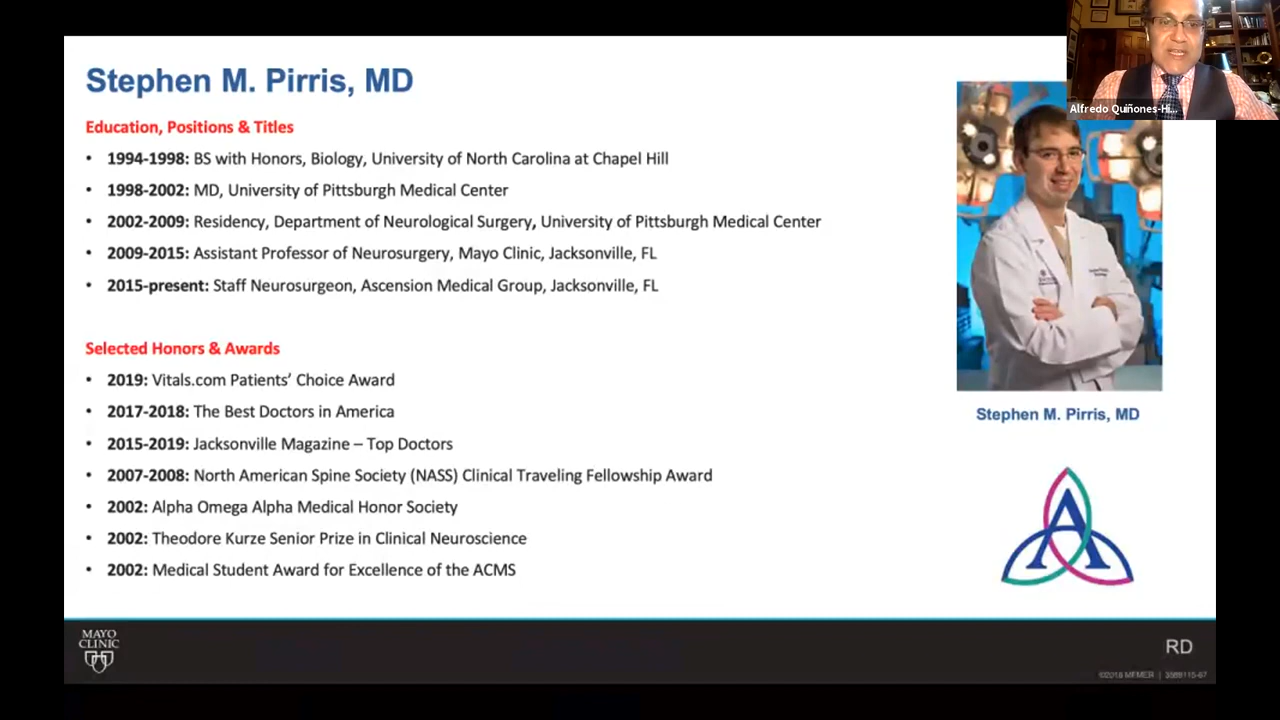 Stephen M. Pirris, MD
Education, Positions & Titles
• 1994-1998: BS with Honors, Biology, University of North Carolina at Chapel Hill
• 1998-2002: MD, University of Pittsburgh Medical Center
• 2002-2009: Residency, Department of Neurological Surgery, University of Pittsburgh Medical Center
• 2009-2015: Assistant Professor of Neurosurgery, Mayo Clinic, Jacksonville, FL
• 2015-present: Staff Neurosurgeon, Ascension Medical Group, Jacksonville, FL
Selected Honors & Awards
• 2019: Vitals.com Patients’ Choice Award
• 2017-2018: The Best Doctors in America
• 2015-2019: Jacksonville Magazine – Top Doctors
• 2007-2008: North American Spine Society (NASS) Clinical Traveling Fellowship Award
• 2002: Alpha Omega Alpha Medical Honor Society
• 2002: Theodore Kurze Senior Prize in Clinical Neuroscience
• 2002: Medical Student Award for Excellence of the ACMS
Alfredo Quiñones-Hi...
Stephen M. Pirris, MD
A
MAYO
CLINIC
RD
©2018 MFMER |